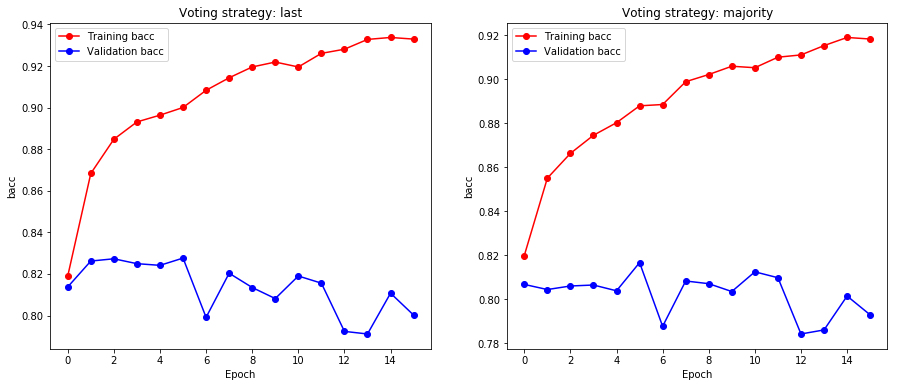 Voting strategy: last
Training bacc
Validation bacc
0.94
0.92
0.90
0.88
0.86
0.84
0.82
0.80
bacc
0 2 4 6 8 10 12 14
Epoch
Voting strategy: majority
Training bacc
Validation bacc
0.92
0.90
0.88
0.86
0.84
0.82
0.80
0.78
bacc
0 2 4 6 8 10 12 14
Epoch